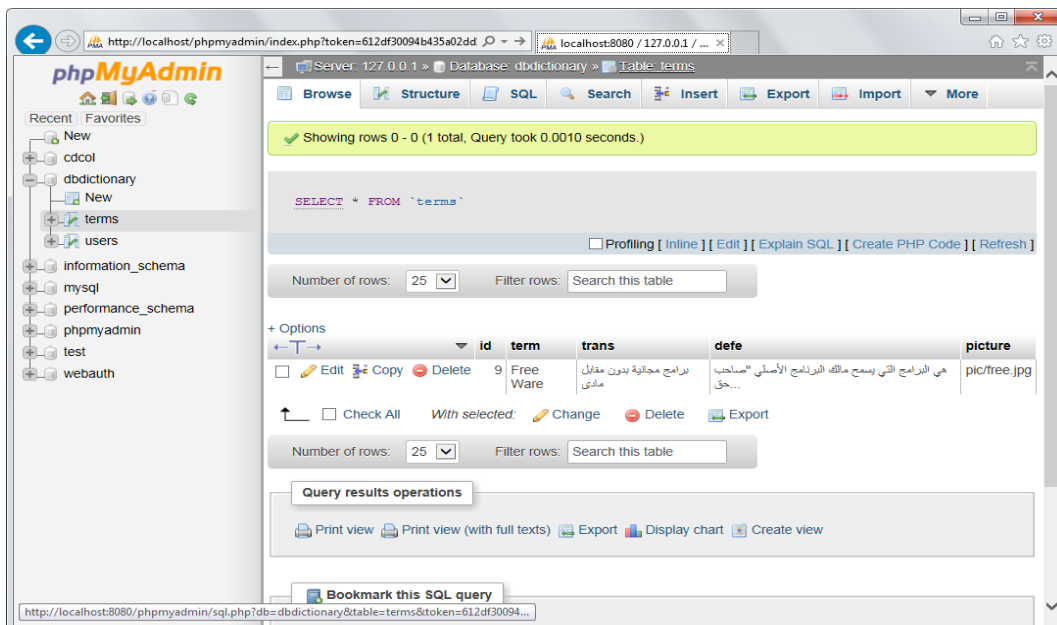 http://localhost/phpmyadmin/index.php?token=612df30094b435a02dd
localhost:8080 / 127.0.0.1 / ...
phpMyAdmin
Recent Favorites
New
cdcol
dbdictionary
New
terms
users
information_schema
mysql
performance_schema
phpmyadmin
test
webauth
Server: 127.0.0.1 » Database: dbdictionary » Table: terms
Browse Structure SQL Search Insert Export Import More
Showing rows 0 - 0 (1 total, Query took 0.0010 seconds.)
SELECT * FROM `terms`
Profiling [ Inline ] [ Edit ] [ Explain SQL ] [ Create PHP Code ] [ Refresh ]
Number of rows: 25 Filter rows: Search this table
+ Options
id term trans defe picture
Edit Copy Delete 9 Free Ware برامج مجانية بدون مقابل مادى هي البرامج التي يسمح مالك البرنامج الأصلي "صاحب حق... pic/free.jpg
Check All With selected: Change Delete Export
Number of rows: 25 Filter rows: Search this table
Query results operations
Print view Print view (with full texts) Export Display chart Create view
Bookmark this SQL query
http://localhost:8080/phpmyadmin/sql.php?db=dbdictionary&table=terms&token=612df30094...